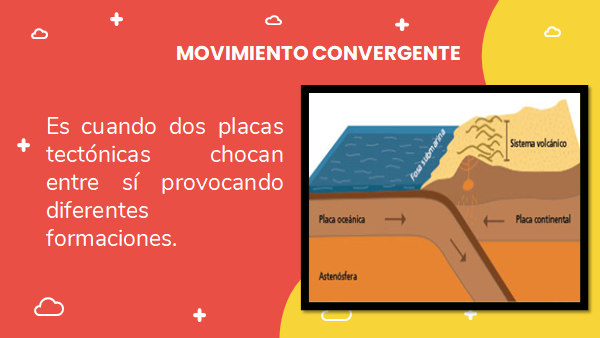 MOVIMIENTO CONVERGENTE
Es cuando dos placas
tectónicas chocan
entre sí provocando
diferentes
formaciones.
Fosa submarina
Sistema volcánico
Placa oceánica
Placa continental
Astenósfera